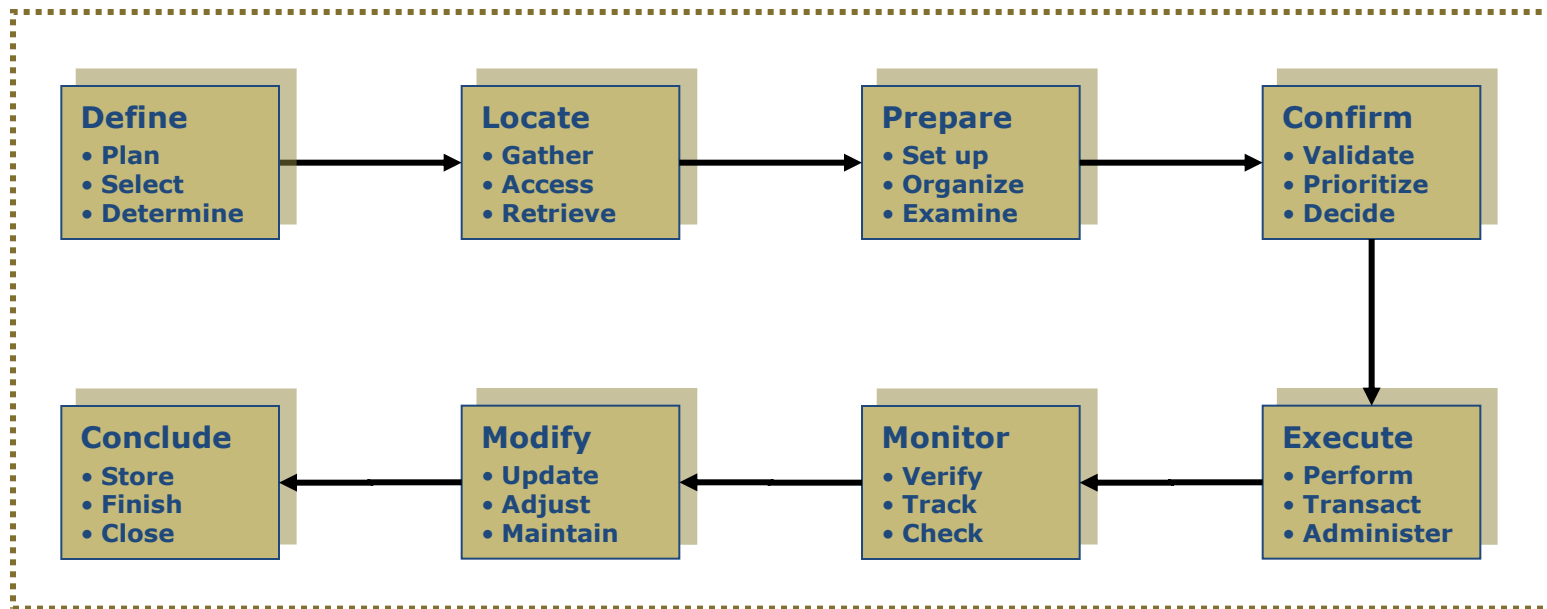 Define
• Plan
• Select
• Determine
Locate
• Gather
• Access
• Retrieve
Prepare
• Set up
• Organize
• Examine
Confirm
• Validate
• Prioritize
• Decide
Execute
• Perform
• Transact
• Administer
Monitor
• Verify
• Track
• Check
Modify
• Update
• Adjust
• Maintain
Conclude
• Store
• Finish
• Close